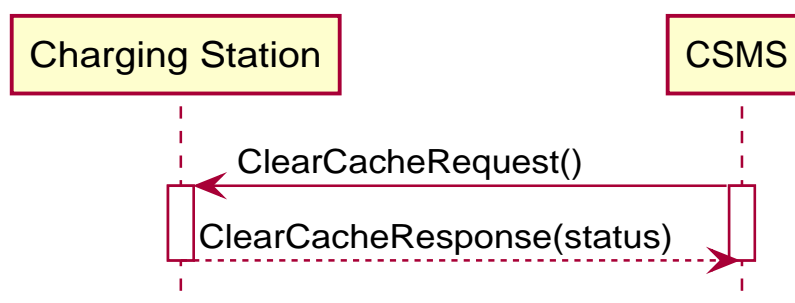 Charging Station
CSMS
ClearCacheRequest()
ClearCacheResponse(status)